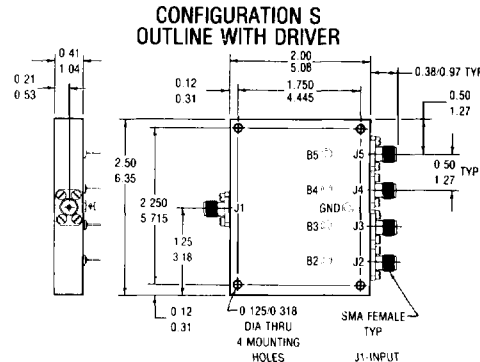 CONFIGURATION S
OUTLINE WITH DRIVER
0.41
1.04
0 21
0 53
2.00
5.08
0.38/0.97 TYP
0.12
0.31
1.750
4.445
0.50
1.27
B5
J5
0 50
1.27
TYP
2.50
6.35
B4
J4
2 250
5.715
J1
GND
1.25
3.18
B3
J3
B2
J2
0 12
0.31
0 125/0.318
DIA THRU
4 MOUNTING
HOLES
SMA FEMALE
TYP
J1-INPUT